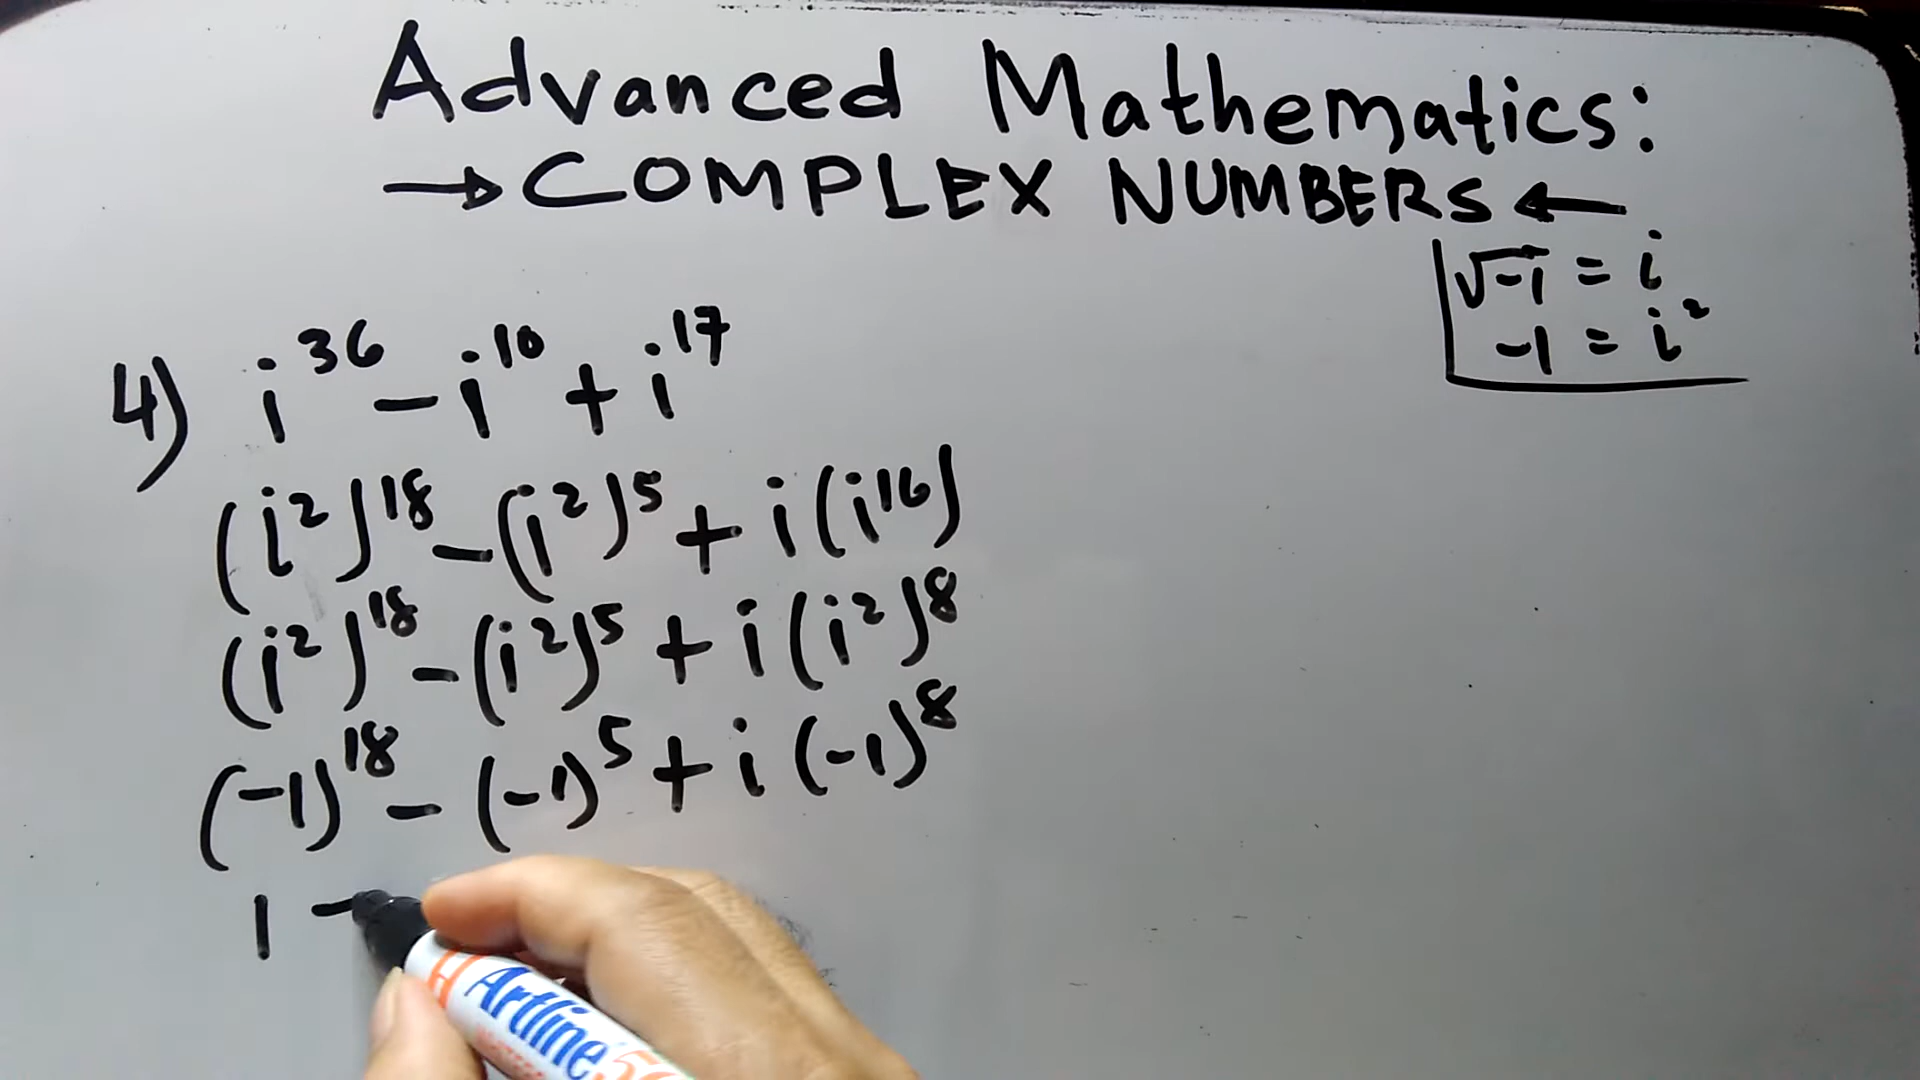 Advanced Mathematics:
→ COMPLEX NUMBERS ←
√-1 = i
-1 = i²
4) i³⁶ - i¹⁰ + i¹⁷
(i²)¹⁸ - (i²)⁵ + i(i¹⁶)
(i²)¹⁸ - (i²)⁵ + i(i²)⁸
(-1)¹⁸ - (-1)⁵ + i(-1)⁸
1 -
Artline